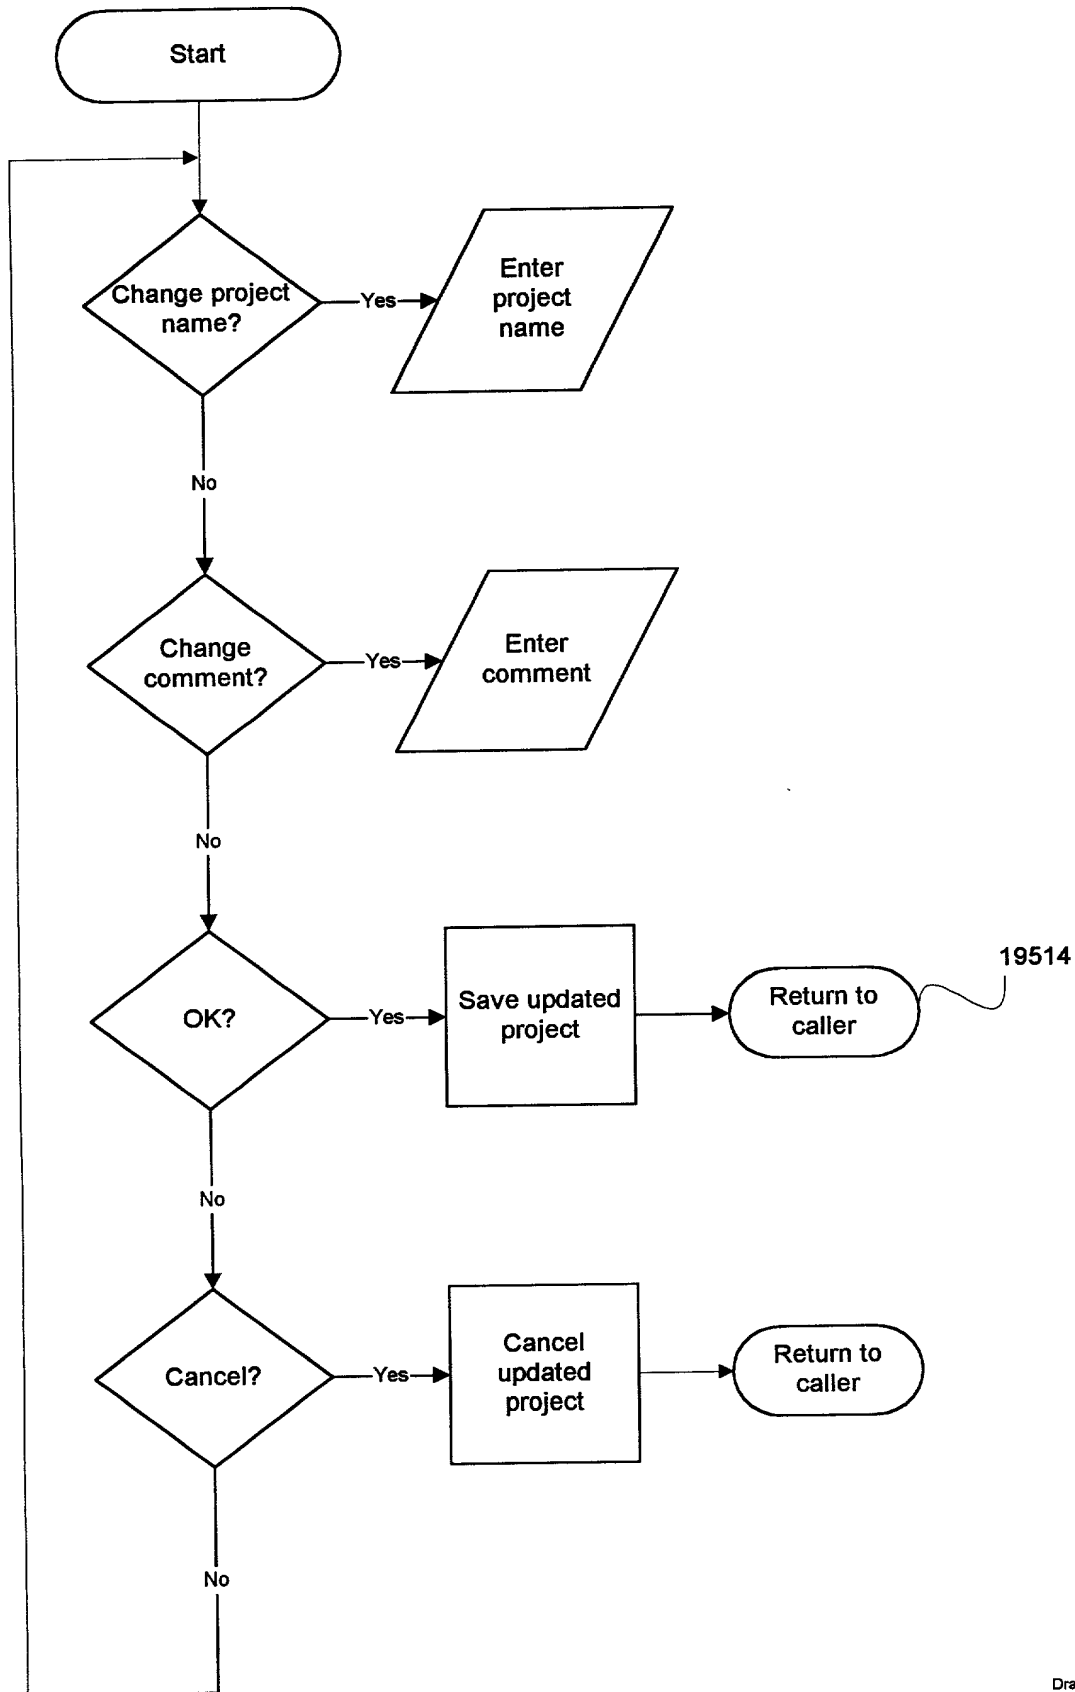 Start
Change project
name?
Yes
Enter
project
name
No
Change
comment?
Yes
Enter
comment
No
OK?
Yes
Save updated
project
Return to
caller
19514
No
Cancel?
Yes
Cancel
updated
project
Return to
caller
No
Dra